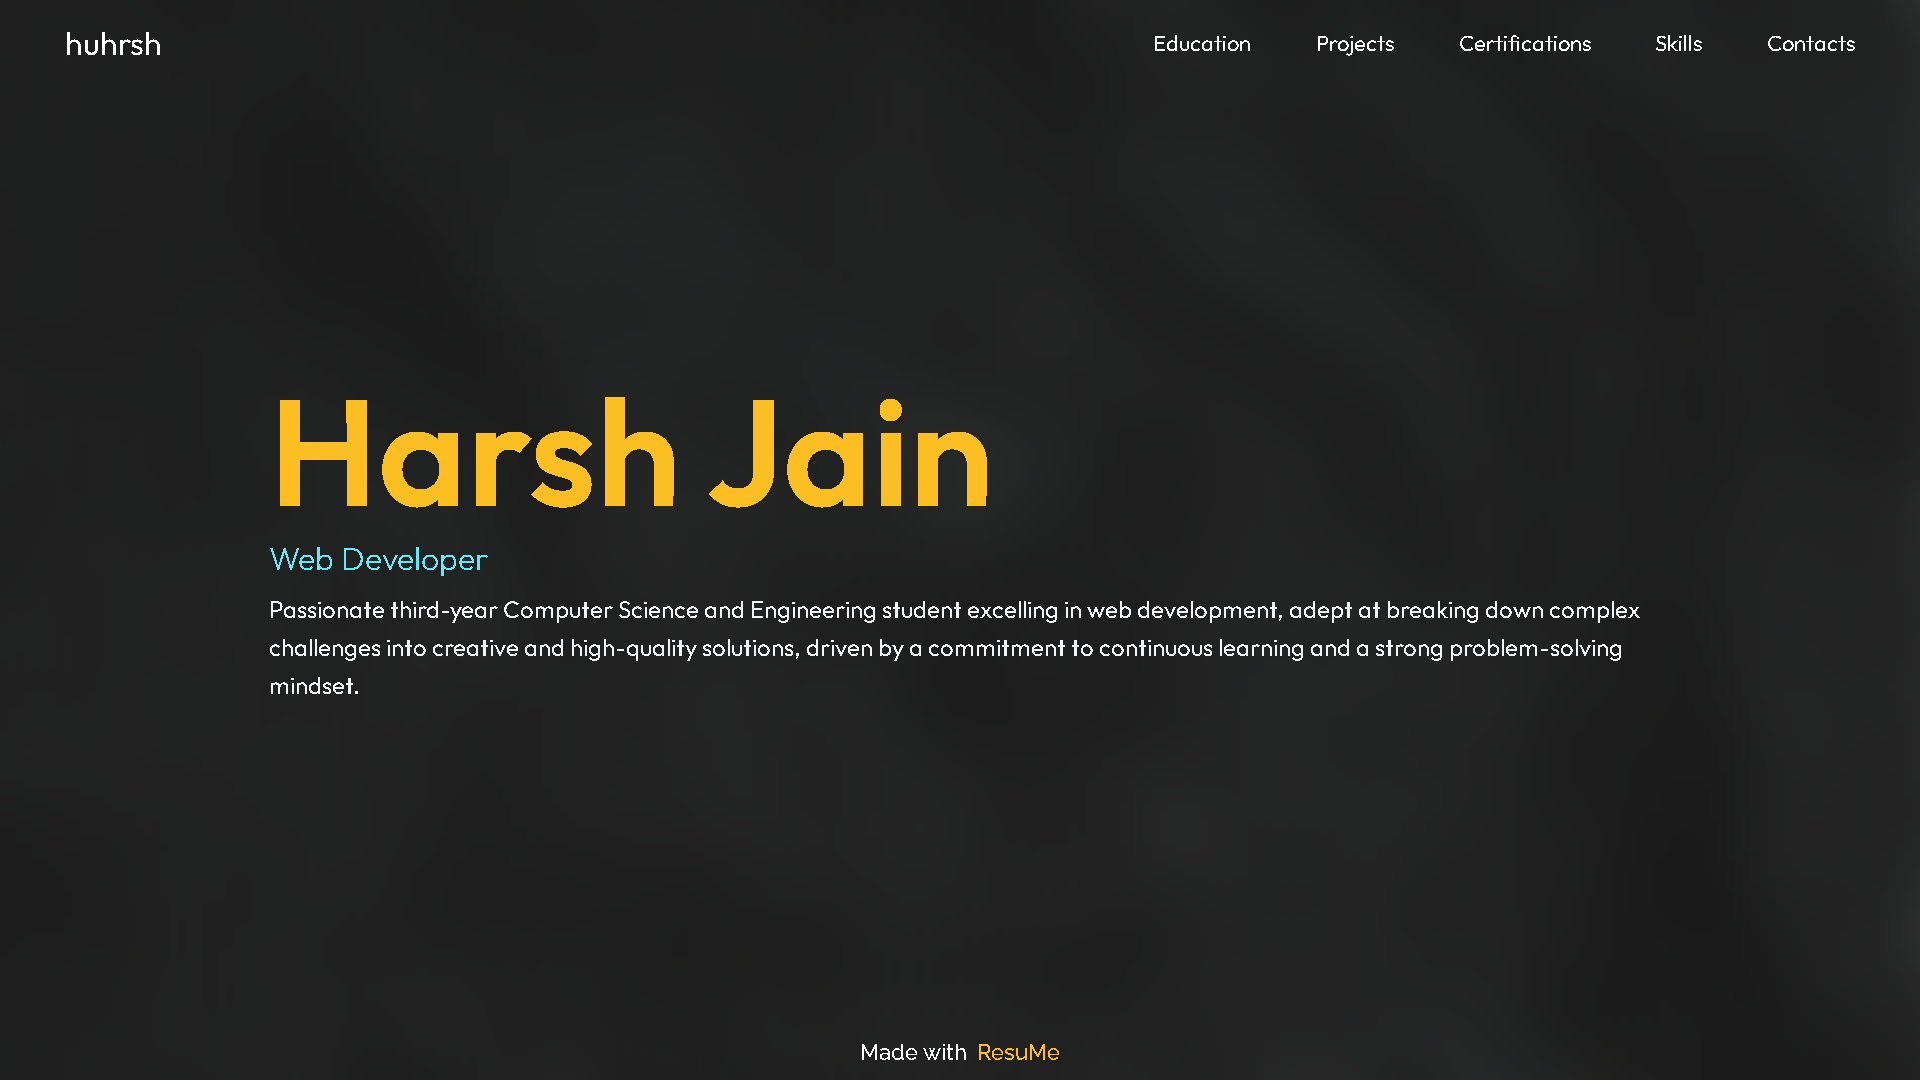 huhrsh
Education Projects Certifications Skills Contacts
Harsh Jain
Web Developer
Passionate third-year Computer Science and Engineering student excelling in web development, adept at breaking down complex
challenges into creative and high-quality solutions, driven by a commitment to continuous learning and a strong problem-solving
mindset.
Made with ResuMe